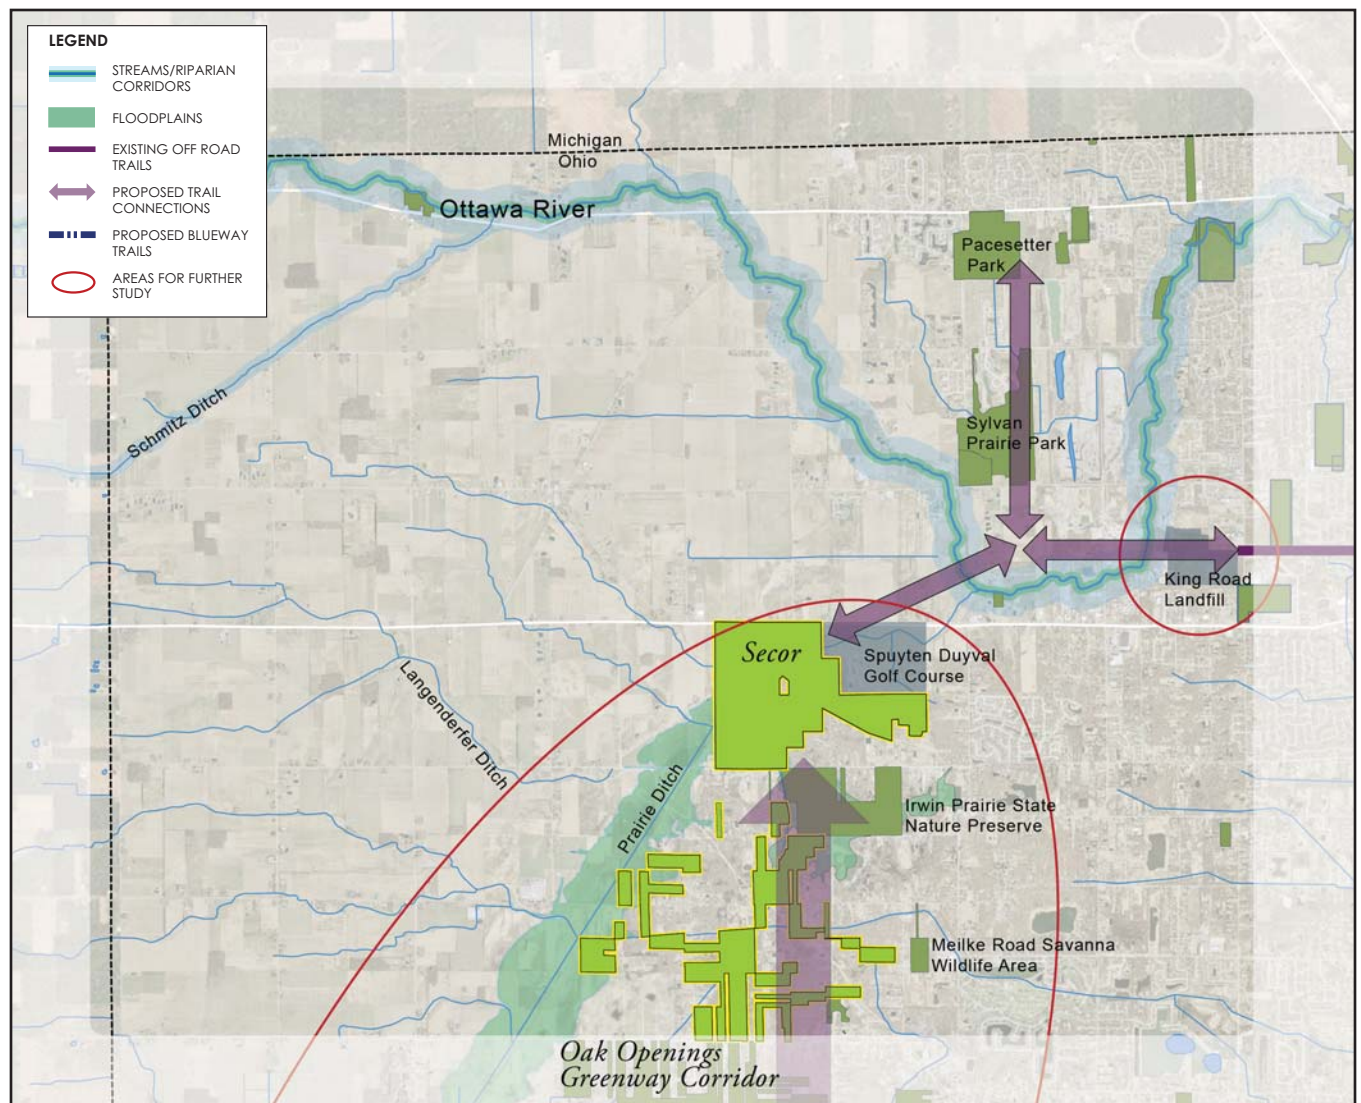 LEGEND
STREAMS/RIPARIAN
CORRIDORS
FLOODPLAINS
EXISTING OFF ROAD
TRAILS
PROPOSED TRAIL
CONNECTIONS
PROPOSED BLUEWAY
TRAILS
AREAS FOR FURTHER
STUDY
Michigan
Ohio
Ottawa River
Pacesetter
Park
Schmitz Ditch
Sylvan
Prairie Park
King Road
Landfill
Secor
Spuyten Duyval
Golf Course
Langenderfer Ditch
Prairie Ditch
Irwin Prairie State
Nature Preserve
Meilke Road Savanna
Wildlife Area
Oak Openings
Greenway Corridor